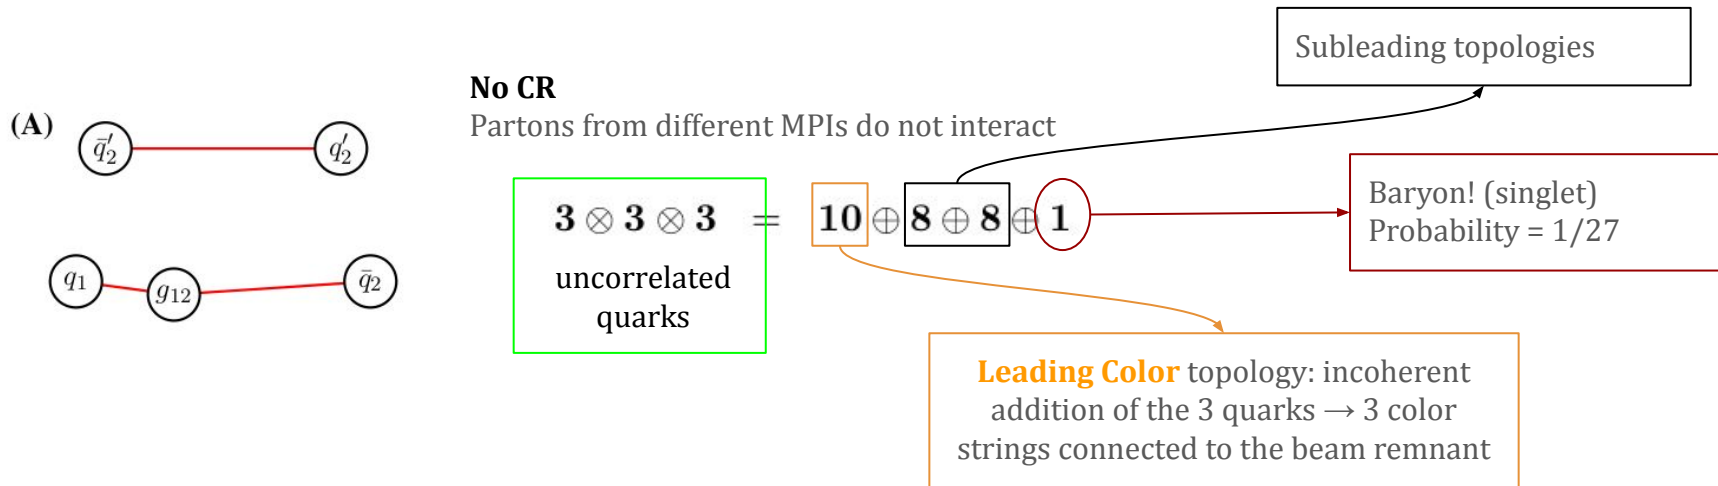 Subleading topologies
No CR
Partons from different MPIs do not interact
(A)
q̄′₂ q′₂
3 ⊗ 3 ⊗ 3 = 10 ⊕ 8 ⊕ 8 ⊕ 1
Baryon! (singlet)
Probability = 1/27
uncorrelated
quarks
q₁ g₁₂ q̄₂
Leading Color topology: incoherent
addition of the 3 quarks → 3 color
strings connected to the beam remnant